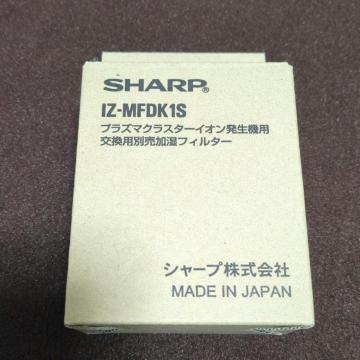 SHARP®
IZ-MFDK1S
プラズマクラスターイオン発生機用
交換用別売加湿フィルター
シャープ株式会社
MADE IN JAPAN